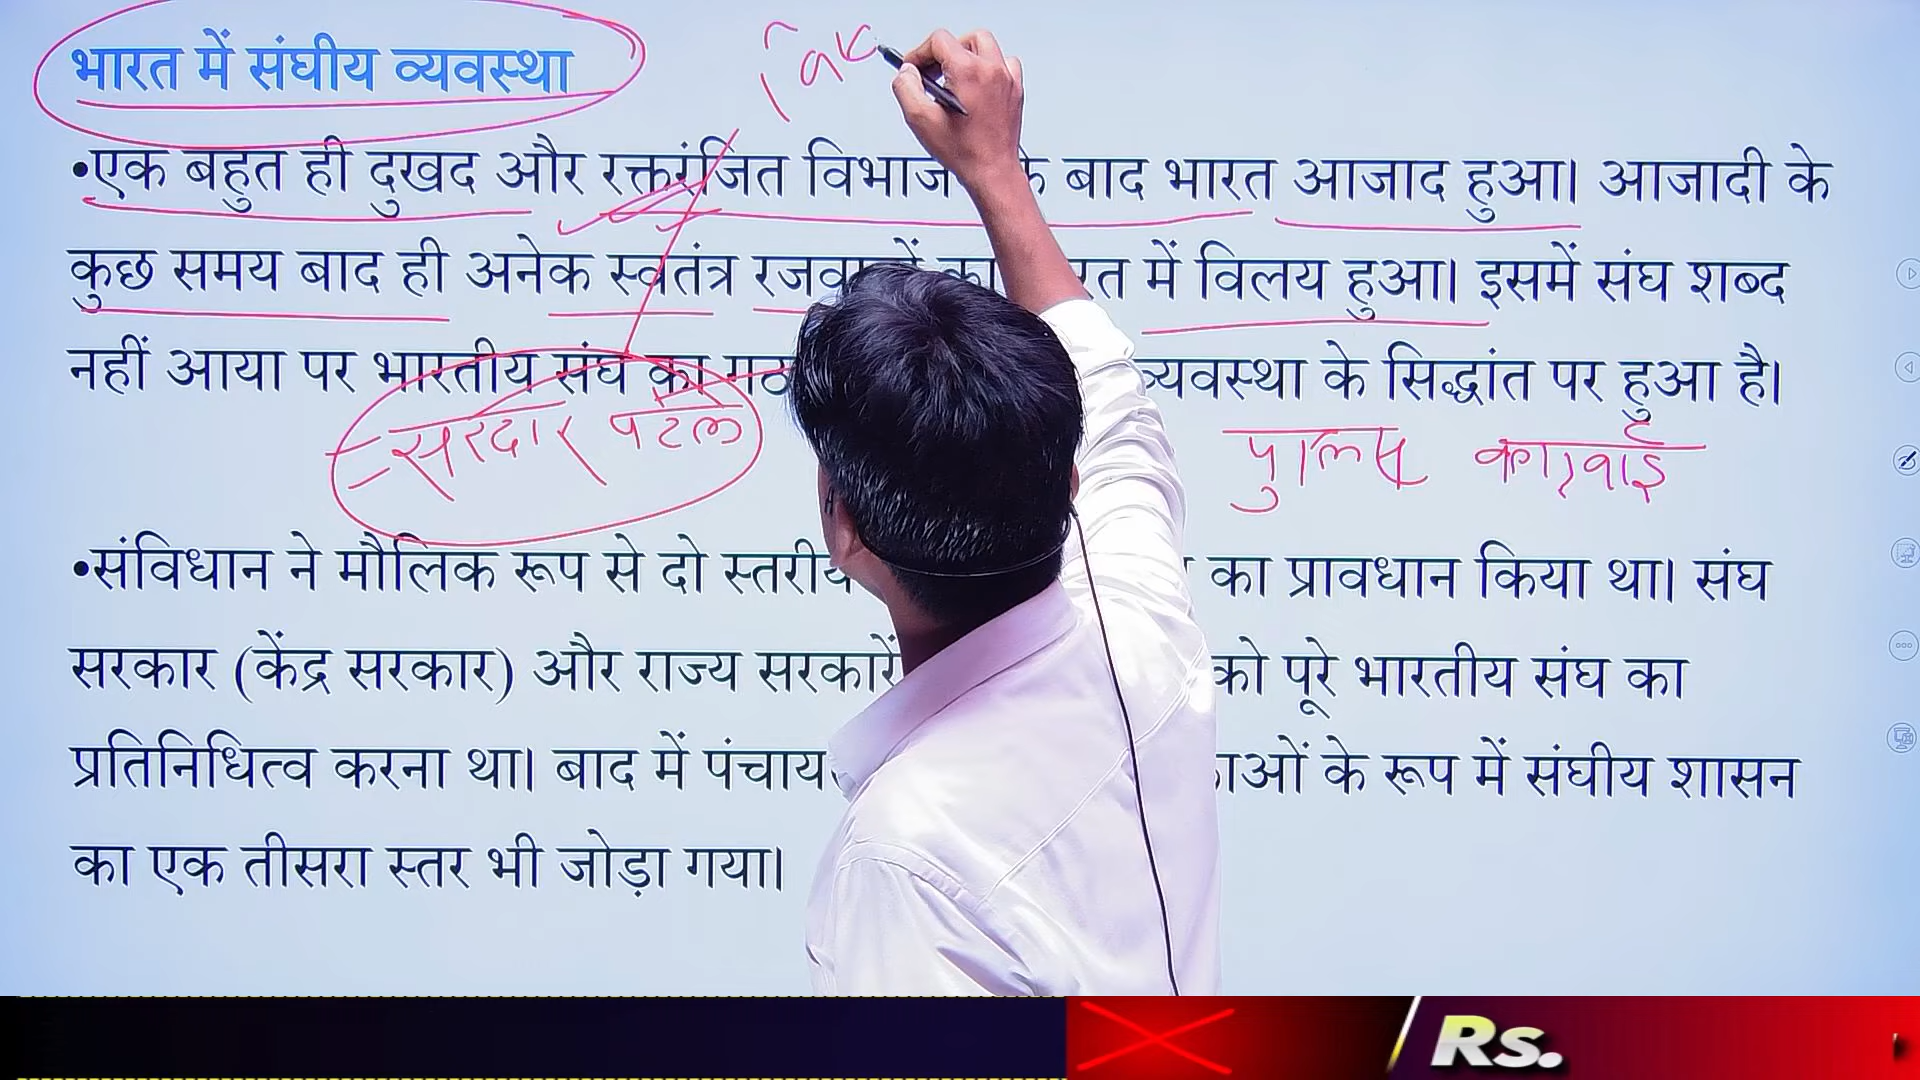 भारत में संघीय व्यवस्था
•एक बहुत ही दुखद और रक्तरंजित के बाद भारत आजाद हुआ। आजादी के
कुछ समय बाद ही अनेक स्वतंत्र में विलय हुआ। इसमें संघ शब्द
नहीं आया पर भारतीय संघ का व्यवस्था के सिद्धांत पर हुआ है।
सरदार पटेल पुलिस कारवाई
•संविधान ने मौलिक रूप से दो स्तरीय का प्रावधान किया था। संघ
सरकार (केंद्र सरकार) और राज्य सरकारें को पूरे भारतीय संघ का
प्रतिनिधित्व करना था। बाद में के रूप में संघीय शासन
का एक तीसरा स्तर भी जोड़ा गया।
Rs.